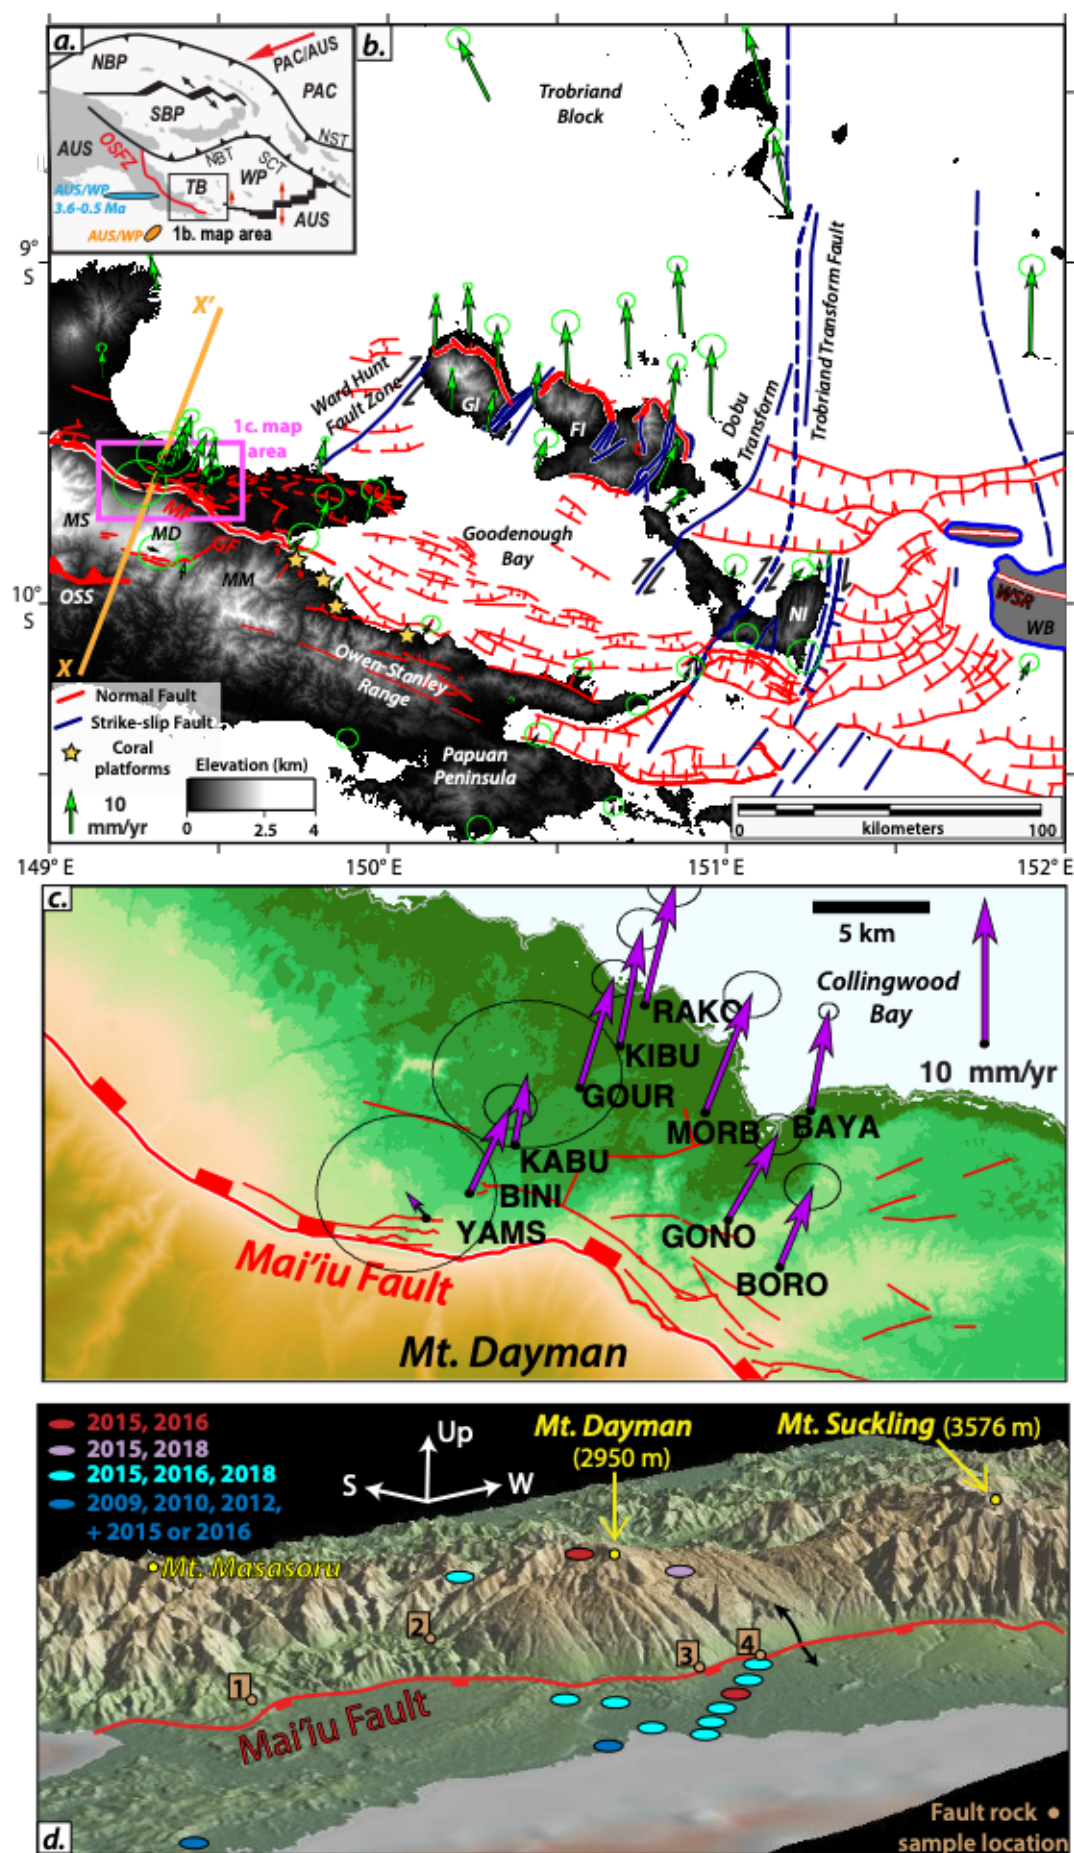 a.
NBP
PAC/AUS
PAC
SBP
NST
AUS
OSFZ
NBT
SCT
TB
WP
AUS/WP
3.6-0.5 Ma
AUS
AUS/WP
1b. map area
b.
Trobriand
Block
9°
S
X'
Ward Hunt
Fault Zone
GI
FI
Dobu
Transform
Trobriand Transform Fault
1c. map
area
MS
MF
MD
GF
MM
Goodenough
Bay
10°
S
OSS
NI
WSR
WB
X
Owen-Stanley
Range
Papuan
Peninsula
Normal Fault
Strike-slip Fault
Coral
platforms
10
mm/yr
Elevation (km)
0 2.5 4
0 kilometers 100
149° E 150° E 151° E 152° E
c.
5 km
Collingwood
Bay
10 mm/yr
RAKO
KIBU
GOUR
MORB
BAYA
KABU
BINI
YAMS
GONO
BORO
Mai'iu Fault
Mt. Dayman
2015, 2016
2015, 2018
2015, 2016, 2018
2009, 2010, 2012,
+ 2015 or 2016
Up
S
W
Mt. Dayman
(2950 m)
Mt. Suckling (3576 m)
Mt. Masasoru
1
2
3
4
Mai'iu Fault
Fault rock
sample location
d.